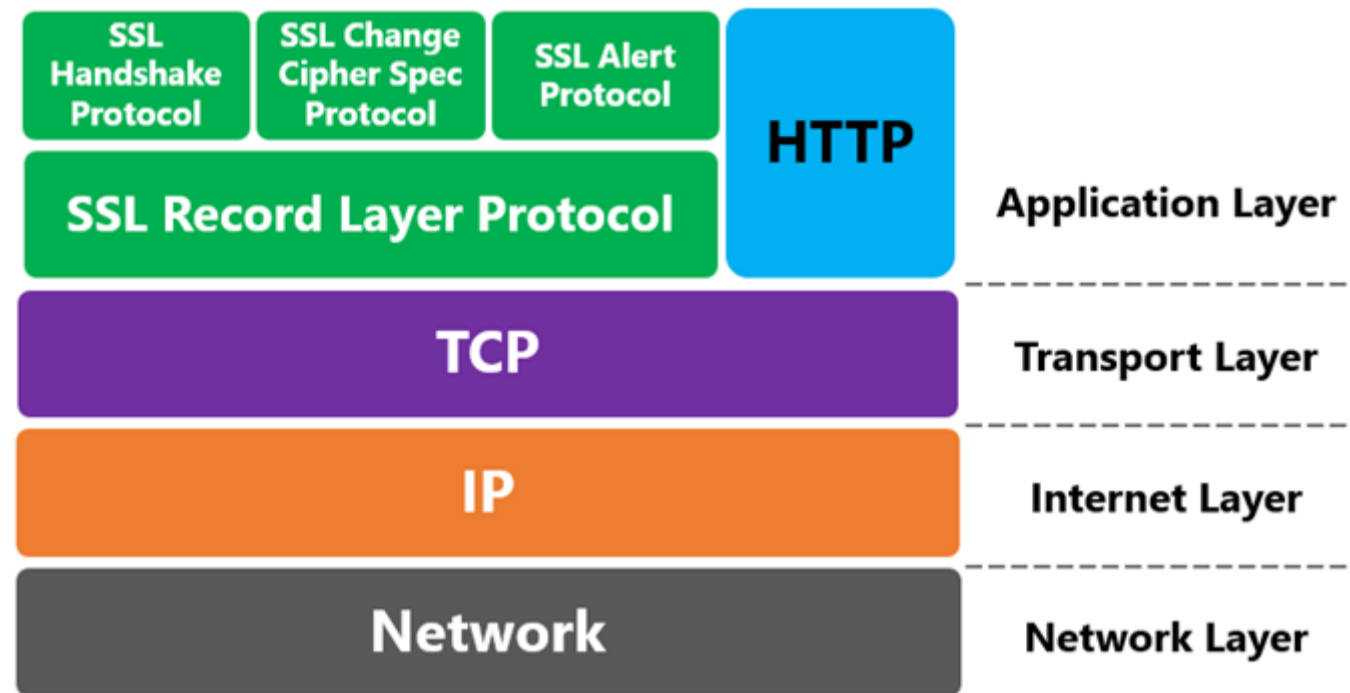 SSL
Handshake
Protocol
SSL Change
Cipher Spec
Protocol
SSL Alert
Protocol
HTTP
SSL Record Layer Protocol
Application Layer
TCP
Transport Layer
IP
Internet Layer
Network
Network Layer